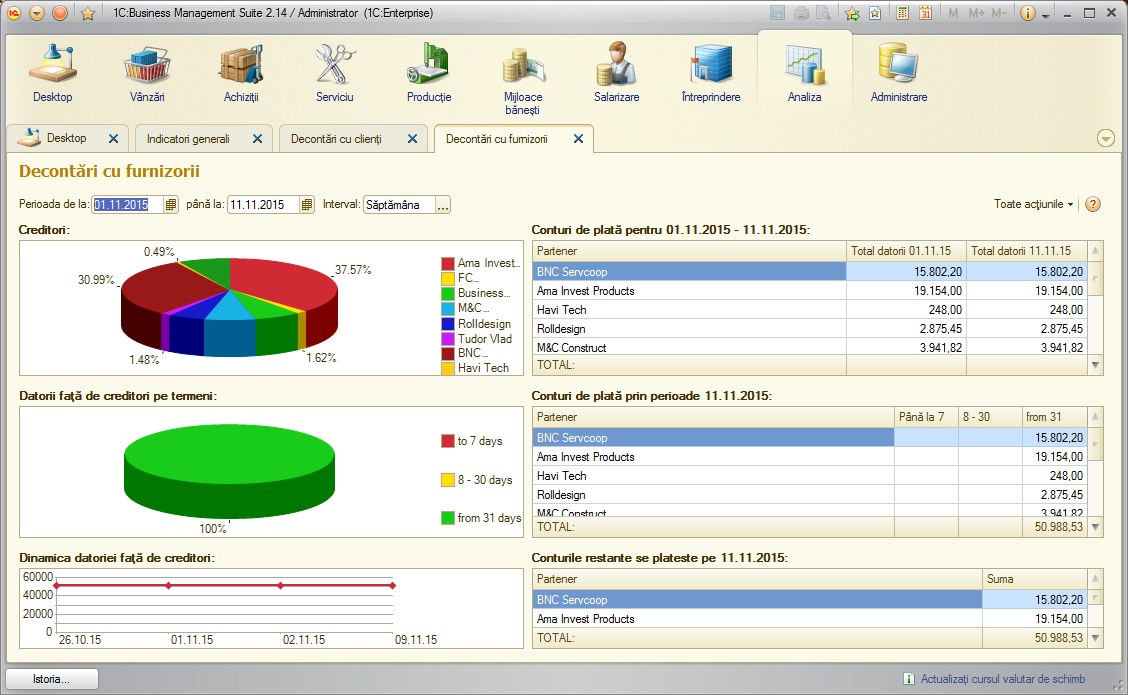 1C:Business Management Suite 2.14 / Administrator (1C:Enterprise)
M M+ M-
Desktop
Vânzări
Achiziții
Serviciu
Producție
Mijloace
bănești
Salarizare
Întreprindere
Analiza
Administrare
Desktop
Indicatori generali
Decontări cu clienți
Decontări cu furnizorii
Decontări cu furnizorii
Perioada de la: 01.11.2015 până la: 11.11.2015 Interval: Săptămâna ...
Toate acțiunile
Creditori:
0.49%
37.57%
30.99%
1.48%
1.62%
Ama Invest...
FC...
Business...
M&C...
Rolldesign
Tudor Vlad
BNC...
Havi Tech
Conturi de plată pentru 01.11.2015 - 11.11.2015:
Partener Total datorii 01.11.15 Total datorii 11.11.15
BNC Servcoop 15.802,20 15.802,20
Ama Invest Products 19.154,00 19.154,00
Havi Tech 248,00 248,00
Rolldesign 2.875,45 2.875,45
M&C Construct 3.941,82 3.941,82
TOTAL:
Datorii față de creditori pe termeni:
100%
to 7 days
8 - 30 days
from 31 days
Conturi de plată prin perioade 11.11.2015:
Partener Până la 7 8 - 30 from 31
BNC Servcoop 15.802,20
Ama Invest Products 19.154,00
Havi Tech 248,00
Rolldesign 2.875,45
M&C Construct 3.941,82
TOTAL: 50.988,53
Dinamica datoriei față de creditori:
60000
40000
20000
0
26.10.15 01.11.15 02.11.15 09.11.15
Conturile restante se plateste pe 11.11.2015:
Partener Suma
BNC Servcoop 15.802,20
Ama Invest Products 19.154,00
TOTAL: 50.988,53
Istoria...
Actualizați cursul valutar de schimb